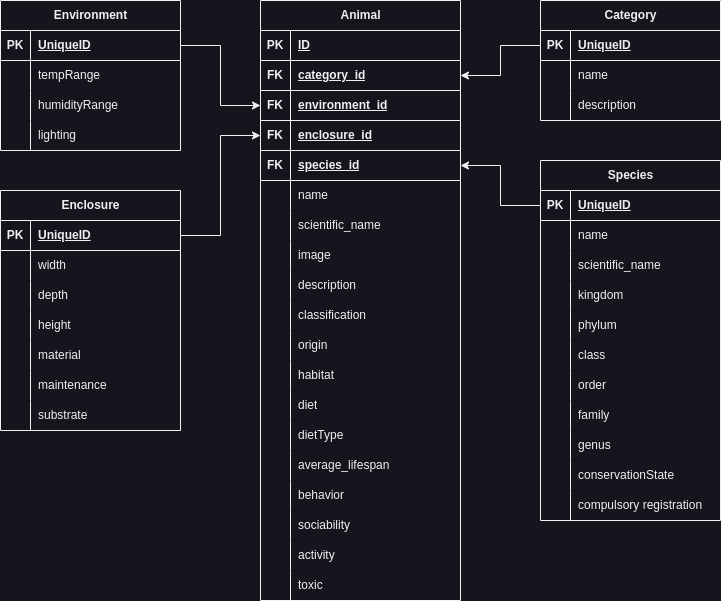 Environment
PK UniqueID
tempRange
humidityRange
lighting
Enclosure
PK UniqueID
width
depth
height
material
maintenance
substrate
Animal
PK ID
FK category_id
FK environment_id
FK enclosure_id
FK species_id
name
scientific_name
image
description
classification
origin
habitat
diet
dietType
average_lifespan
behavior
sociability
activity
toxic
Category
PK UniqueID
name
description
Species
PK UniqueID
name
scientific_name
kingdom
phylum
class
order
family
genus
conservationState
compulsory registration